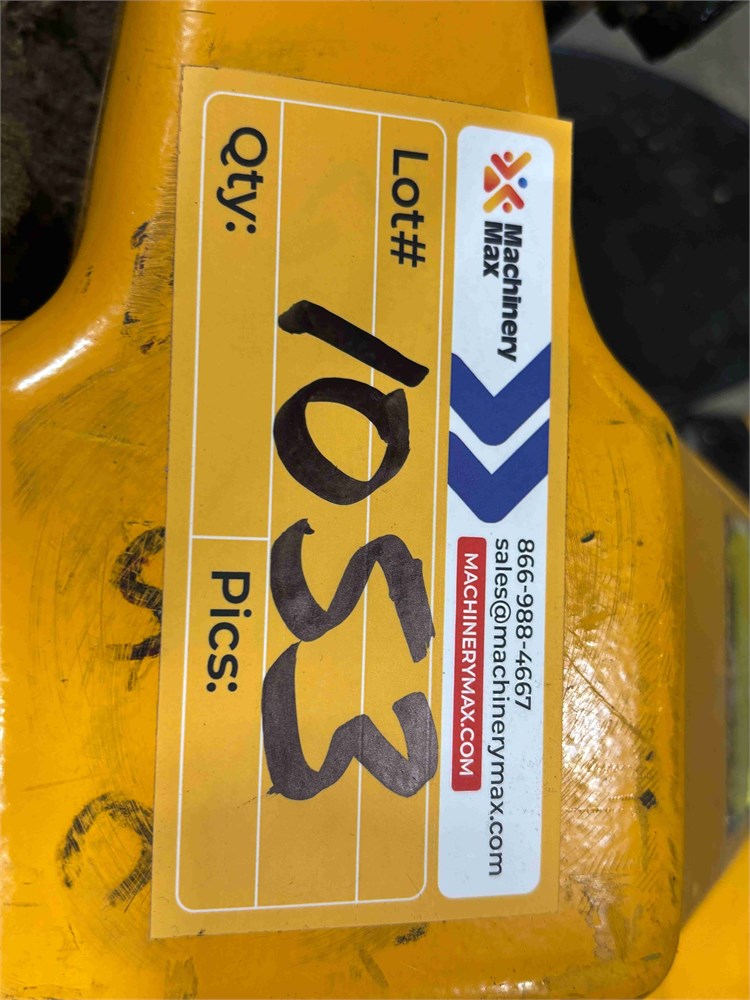 Machinery
Max
866-988-4667
sales@machinerymax.com
MACHINERYMAX.COM
Lot#
1053
Qty:
Pics: